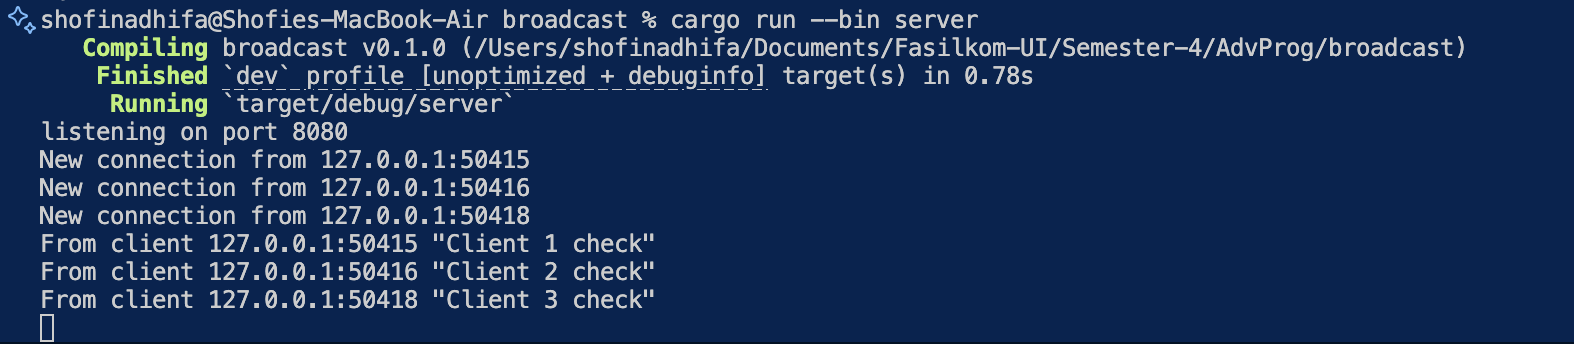 shofinadhifa@Shofies-MacBook-Air broadcast % cargo run --bin server
Compiling broadcast v0.1.0 (/Users/shofinadhifa/Documents/Fasilkom-UI/Semester-4/AdvProg/broadcast)
Finished `dev` profile [unoptimized + debuginfo] target(s) in 0.78s
Running `target/debug/server`
listening on port 8080
New connection from 127.0.0.1:50415
New connection from 127.0.0.1:50416
New connection from 127.0.0.1:50418
From client 127.0.0.1:50415 "Client 1 check"
From client 127.0.0.1:50416 "Client 2 check"
From client 127.0.0.1:50418 "Client 3 check"